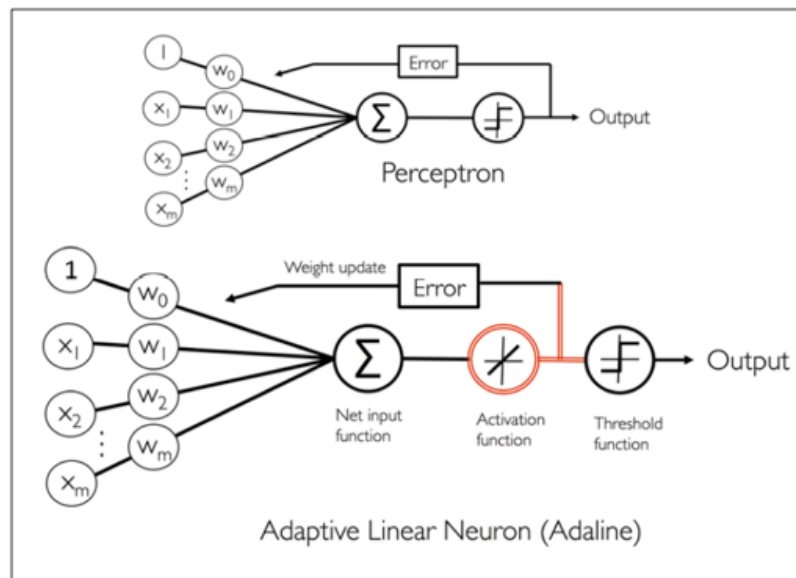 1
w0
Error
x1
w1
Σ
Output
x2
w2
⋮
wm
xm
Perceptron
1
Weight update
Error
w0
x1
w1
Σ
Output
x2
w2
Net input
function
Activation
function
Threshold
function
⋮
wm
xm
Adaptive Linear Neuron (Adaline)